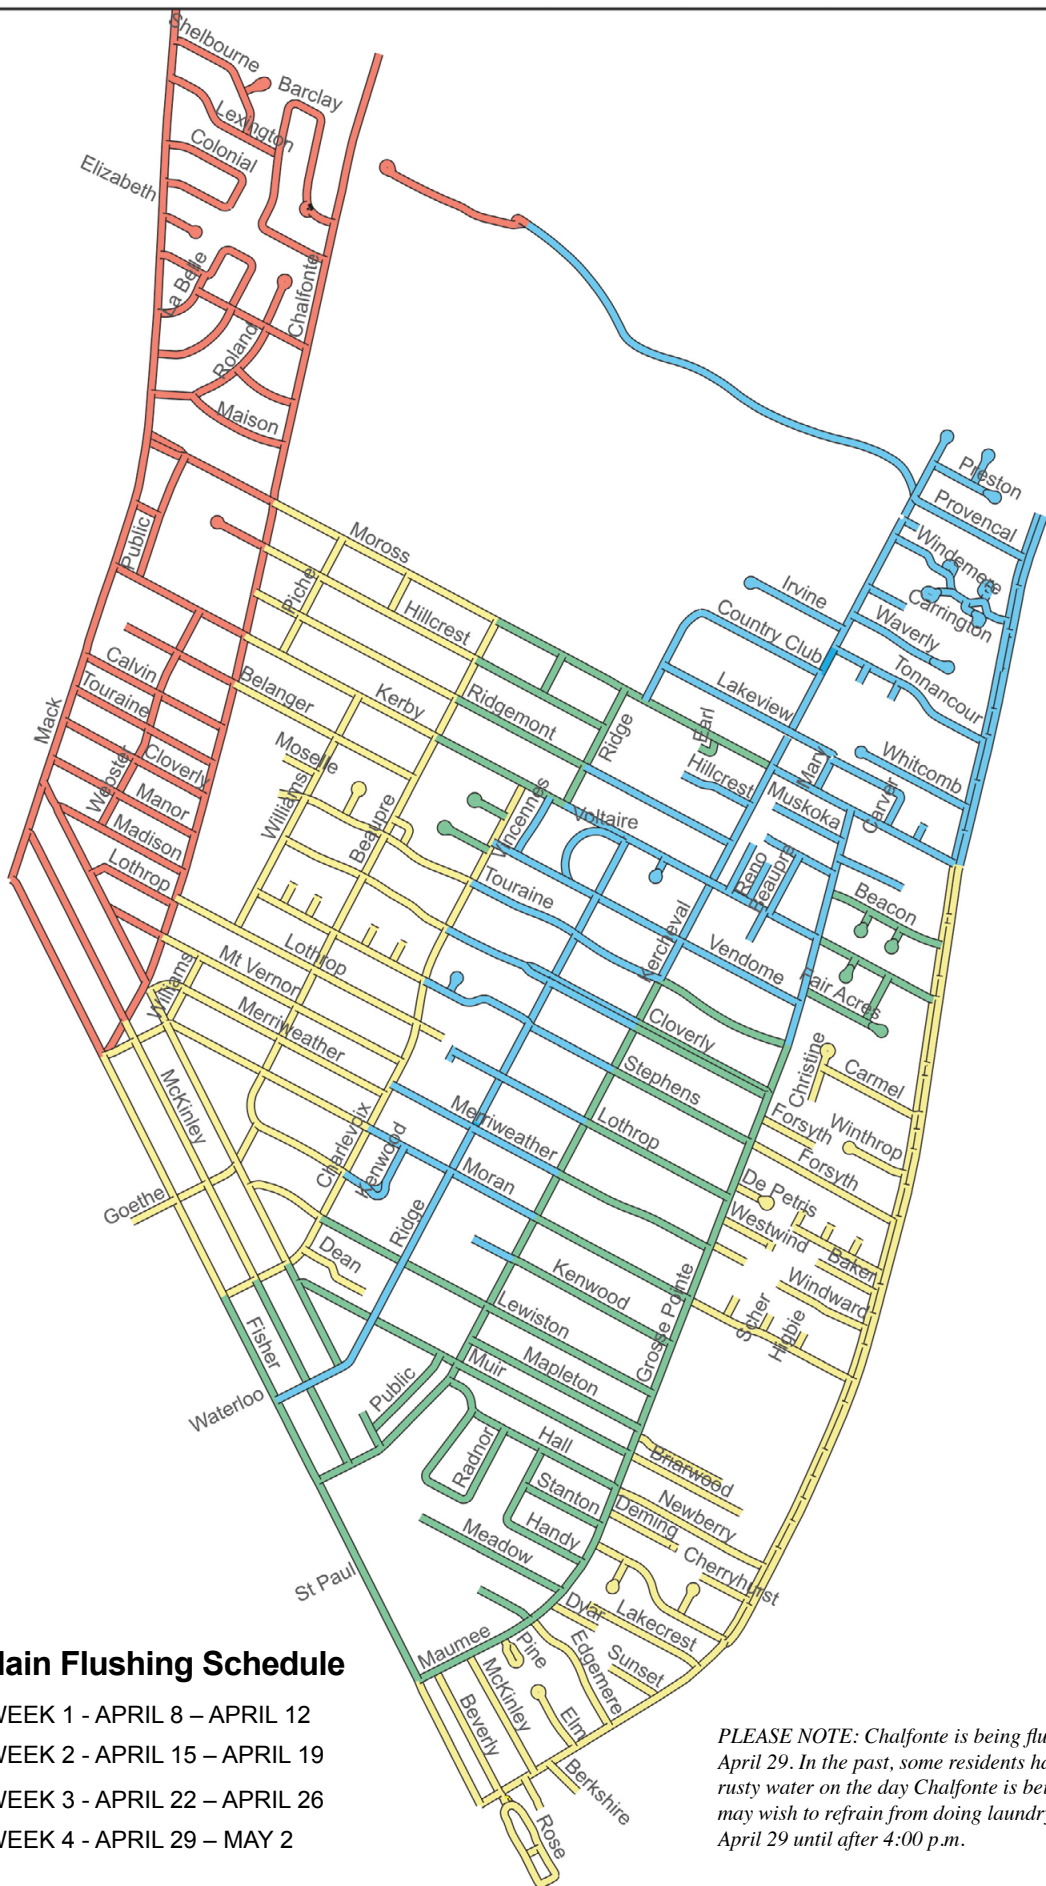 Shelbourne
Barclay
Lexington
Colonial
Elizabeth
La Belle
Chalfonte
Roland
Maison
Public
Moross
Piche
Hillcrest
Preston
Provencal
Windemere
Irvine
Carrington
Country Club
Waverly
Tonnancour
Calvin
Belanger
Kerby
Ridgemont
Ridge
Lakeview
Earl
Touraine
Mack
Cloverly
Moselle
Hillcrest
Mary
Whitcomb
Webster
Manor
Williams
Muskoka
Carver
Madison
Beaupre
Vincennes
Voltaire
Lothrop
Touraine
Reno
Beaupre
Beacon
Kercheval
Vendome
Lothrop
Mt Vernon
Williams
Fair Acres
Merriweather
Cloverly
Christine
Carmel
Stephens
McKinley
Merriweather
Lothrop
Forsyth
Winthrop
Charlevoix
Kenwood
Moran
Forsyth
De Petris
Goethe
Ridge
Westwind
Dean
Baker
Kenwood
Windward
Grosse Pointe
Scher
Higbie
Lewiston
Fisher
Mapleton
Muir
Public
Waterloo
Hall
Radnor
Briarwood
Stanton
Newberry
Deming
Handy
Meadow
Cherryhurst
St Paul
Dyar
Lakecrest
Maumee
Pine
Edgemere
Sunset
McKinley
Beverly
Elm
Berkshire
Rose
lain Flushing Schedule
WEEK 1 - APRIL 8 – APRIL 12
WEEK 2 - APRIL 15 – APRIL 19
WEEK 3 - APRIL 22 – APRIL 26
WEEK 4 - APRIL 29 – MAY 2
PLEASE NOTE: Chalfonte is being flu
April 29. In the past, some residents ha
rusty water on the day Chalfonte is bei
may wish to refrain from doing laundry
April 29 until after 4:00 p.m.